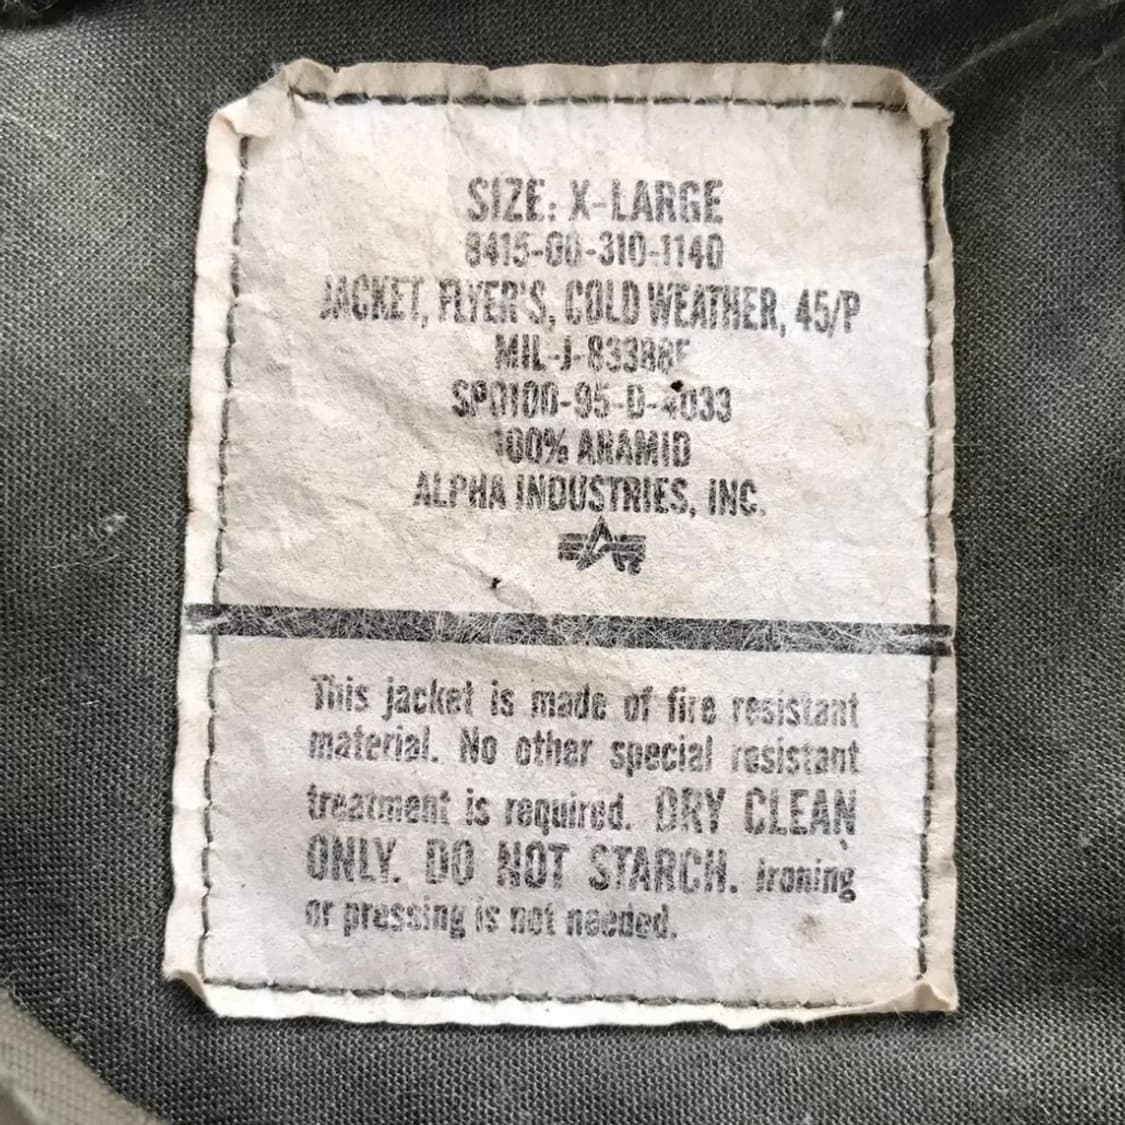 SIZE: X-LARGE
8415-00-310-1140
JACKET, FLYER'S, COLD WEATHER, 45/P
MIL-J-83388F
SPO100-95-D-4033
100% ARAMID
ALPHA INDUSTRIES, INC.
This jacket is made of fire resistant
material. No other special resistant
treatment is required. DRY CLEAN
ONLY. DO NOT STARCH. ironing
or pressing is not needed.